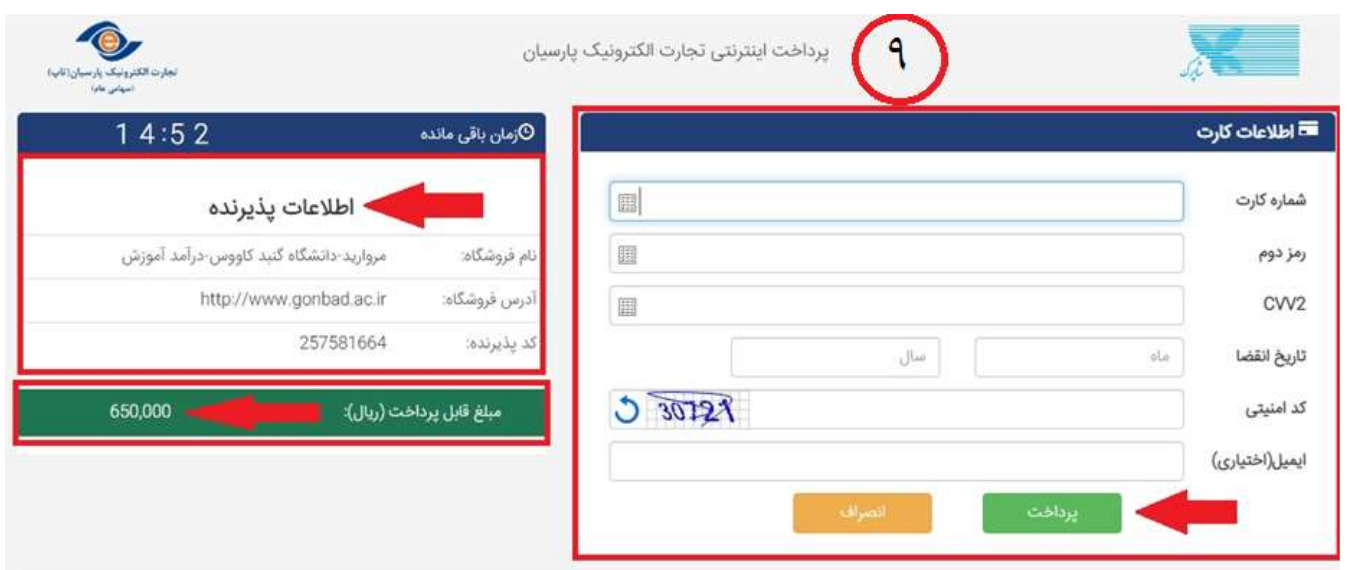 پرداخت اینترنتی تجارت الکترونیک پارسیان
۹
تاپرک
تجارت الکترونیک پارسیان (تاپ)
(سهامی عام)
اطلاعات کارت
شماره کارت
رمز دوم
CVV2
تاریخ انقضا
ماه
سال
کد امنیتی
30721
ایمیل(اختیاری)
پرداخت
انصراف
زمان باقی مانده
14:52
اطلاعات پذیرنده
نام فروشگاه: مروارید-دانشگاه گنبد کاووس-درآمد آموزش
آدرس فروشگاه: http://www.gonbad.ac.ir
کد پذیرنده: 257581664
مبلغ قابل پرداخت (ریال): 650,000